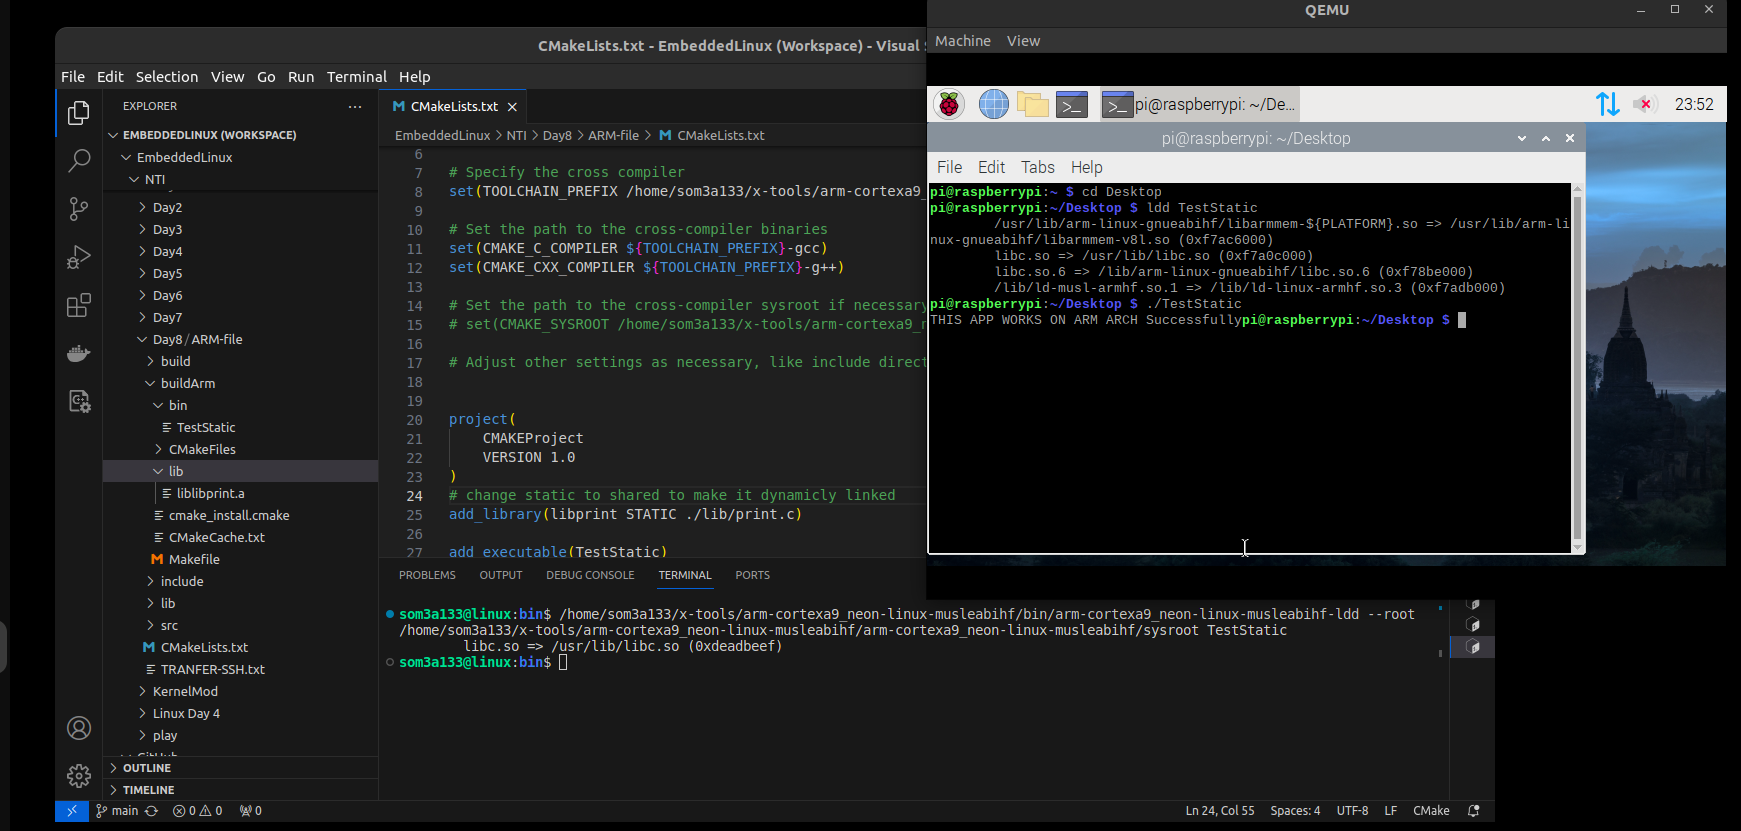 QEMU
Machine View
CMakeLists.txt - EmbeddedLinux (Workspace) - Visual
File Edit Selection View Go Run Terminal Help
EXPLORER
EMBEDDEDLINUX (WORKSPACE)
EmbeddedLinux
NTI
Day2
Day3
Day4
Day5
Day6
Day7
Day8 / ARM-file
build
buildArm
bin
TestStatic
CMakeFiles
lib
liblibprint.a
cmake_install.cmake
CMakeCache.txt
Makefile
include
lib
src
CMakeLists.txt
TRANFER-SSH.txt
KernelMod
Linux Day 4
play
GitHub
OUTLINE
TIMELINE
CMakeLists.txt
EmbeddedLinux > NTI > Day8 > ARM-file > CMakeLists.txt
6
7 # Specify the cross compiler
8 set(TOOLCHAIN_PREFIX /home/som3a133/x-tools/arm-cortexa9_
9
10 # Set the path to the cross-compiler binaries
11 set(CMAKE_C_COMPILER ${TOOLCHAIN_PREFIX}-gcc)
12 set(CMAKE_CXX_COMPILER ${TOOLCHAIN_PREFIX}-g++)
13
14 # Set the path to the cross-compiler sysroot if necessary
15 # set(CMAKE_SYSROOT /home/som3a133/x-tools/arm-cortexa9_
16
17 # Adjust other settings as necessary, like include direct
18
19
20 project(
21 CMAKEProject
22 VERSION 1.0
23 )
24 # change static to shared to make it dynamicly linked
25 add_library(libprint STATIC ./lib/print.c)
26
27 add_executable(TestStatic)
PROBLEMS OUTPUT DEBUG CONSOLE TERMINAL PORTS
som3a133@linux:bin$ /home/som3a133/x-tools/arm-cortexa9_neon-linux-musleabihf/bin/arm-cortexa9_neon-linux-musleabihf-ldd --root
/home/som3a133/x-tools/arm-cortexa9_neon-linux-musleabihf/arm-cortexa9_neon-linux-musleabihf/sysroot TestStatic
libc.so => /usr/lib/libc.so (0xdeadbeef)
som3a133@linux:bin$
main 0 0 0
Ln 24, Col 55 Spaces: 4 UTF-8 LF CMake
pi@raspberrypi: ~/De...
23:52
pi@raspberrypi: ~/Desktop
File Edit Tabs Help
pi@raspberrypi:~ $ cd Desktop
pi@raspberrypi:~/Desktop $ ldd TestStatic
/usr/lib/arm-linux-gnueabihf/libarmmem-${PLATFORM}.so => /usr/lib/arm-li
nux-gnueabihf/libarmmem-v8l.so (0xf7ac6000)
libc.so => /usr/lib/libc.so (0xf7a0c000)
libc.so.6 => /lib/arm-linux-gnueabihf/libc.so.6 (0xf78be000)
/lib/ld-musl-armhf.so.1 => /lib/ld-linux-armhf.so.3 (0xf7adb000)
pi@raspberrypi:~/Desktop $ ./TestStatic
THIS APP WORKS ON ARM ARCH Successfullypi@raspberrypi:~/Desktop $